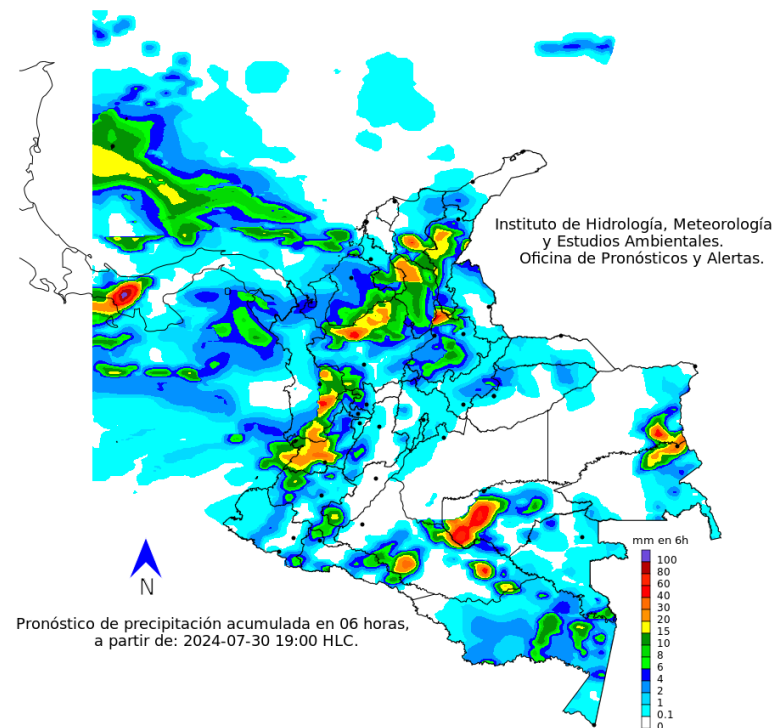 Instituto de Hidrología, Meteorología
y Estudios Ambientales.
Oficina de Pronósticos y Alertas.
mm en 6h
100
80
60
40
30
20
15
10
8
6
4
2
1
0.1
0
N
Pronóstico de precipitación acumulada en 06 horas,
a partir de: 2024-07-30 19:00 HLC.